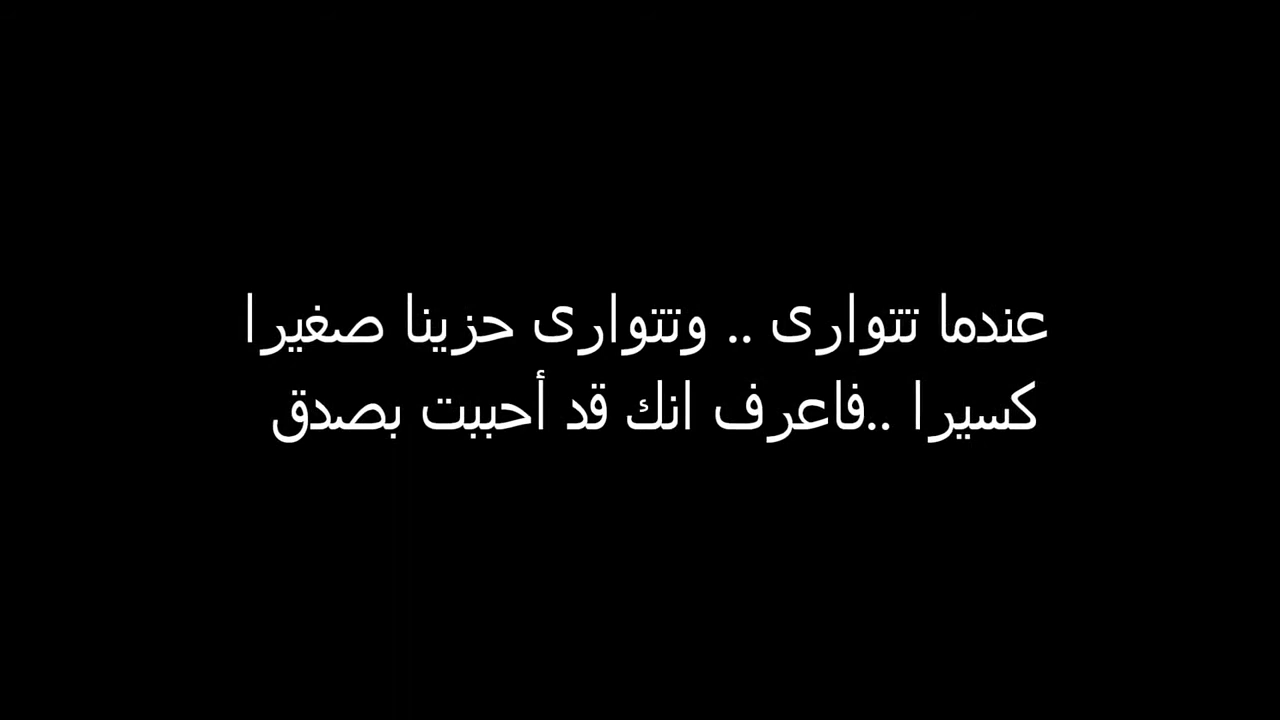 عندما تتوارى .. وتتوارى حزينا صغيرا
كسيرا ..فاعرف انك قد أحببت بصدق